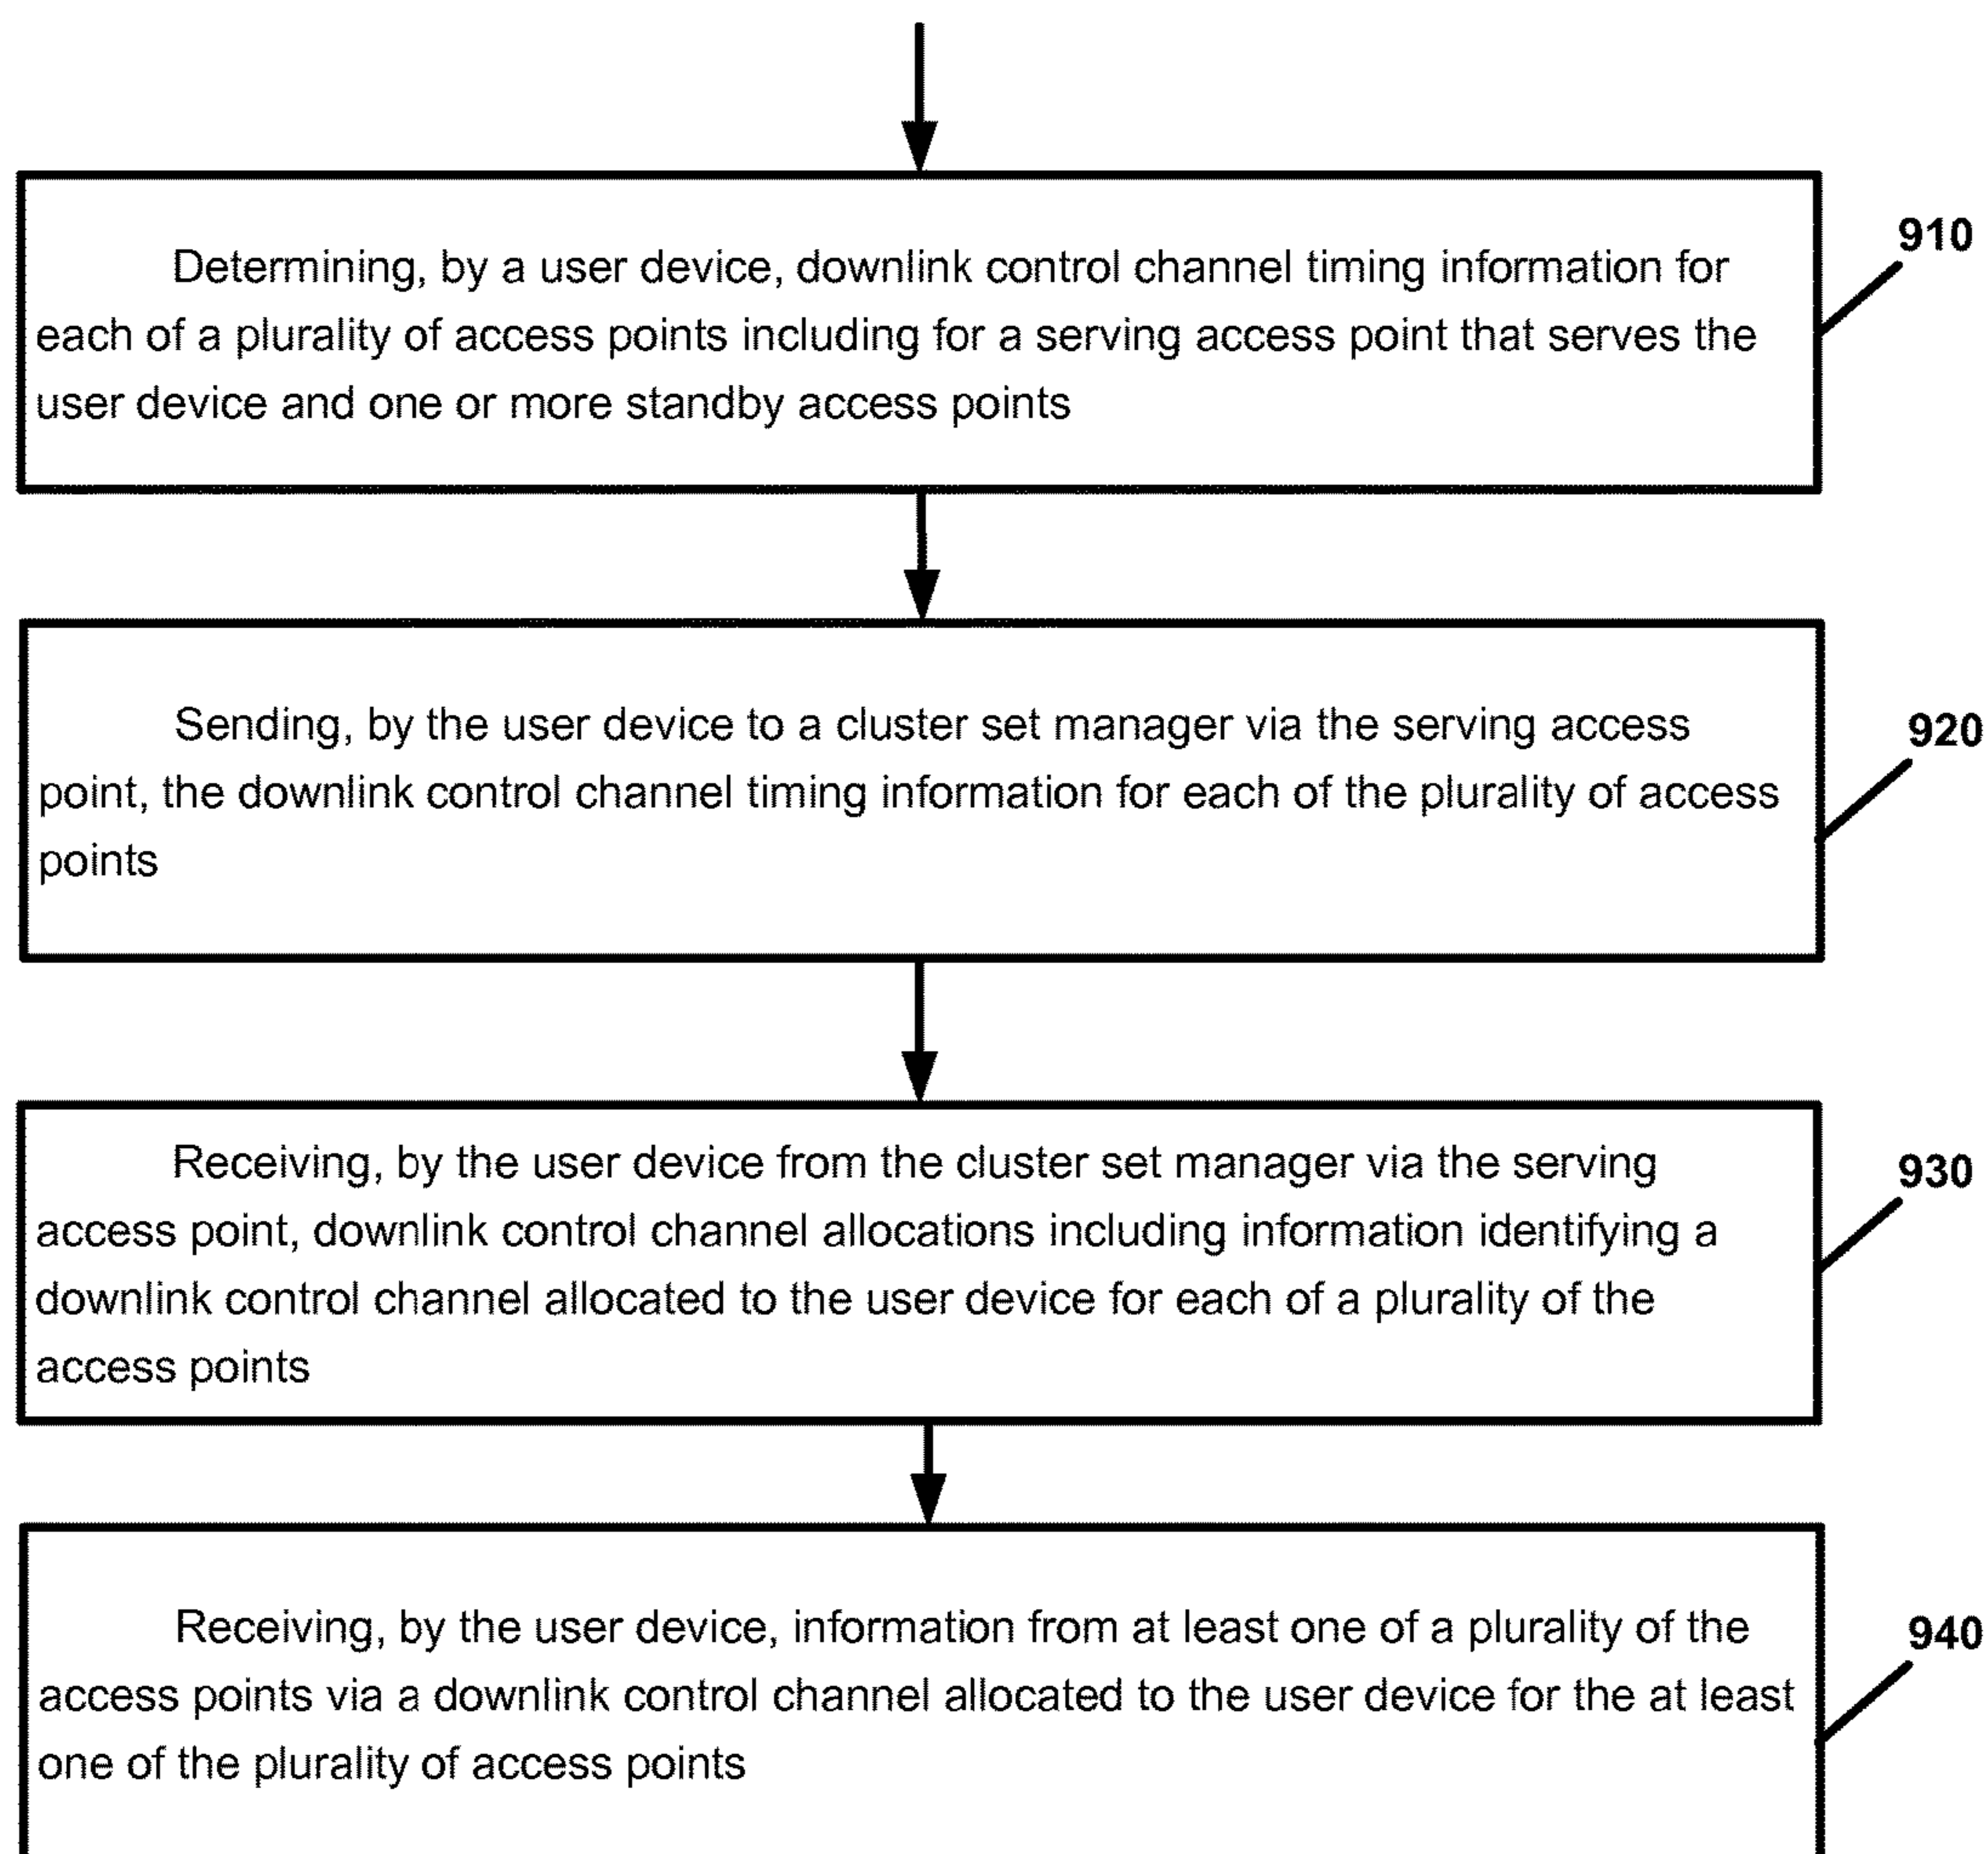 Determining, by a user device, downlink control channel timing information for
each of a plurality of access points including for a serving access point that serves the
user device and one or more standby access points
910
Sending, by the user device to a cluster set manager via the serving access
point, the downlink control channel timing information for each of the plurality of access
points
920
Receiving, by the user device from the cluster set manager via the serving
access point, downlink control channel allocations including information identifying a
downlink control channel allocated to the user device for each of a plurality of the
access points
930
Receiving, by the user device, information from at least one of a plurality of the
access points via a downlink control channel allocated to the user device for the at least
one of the plurality of access points
940